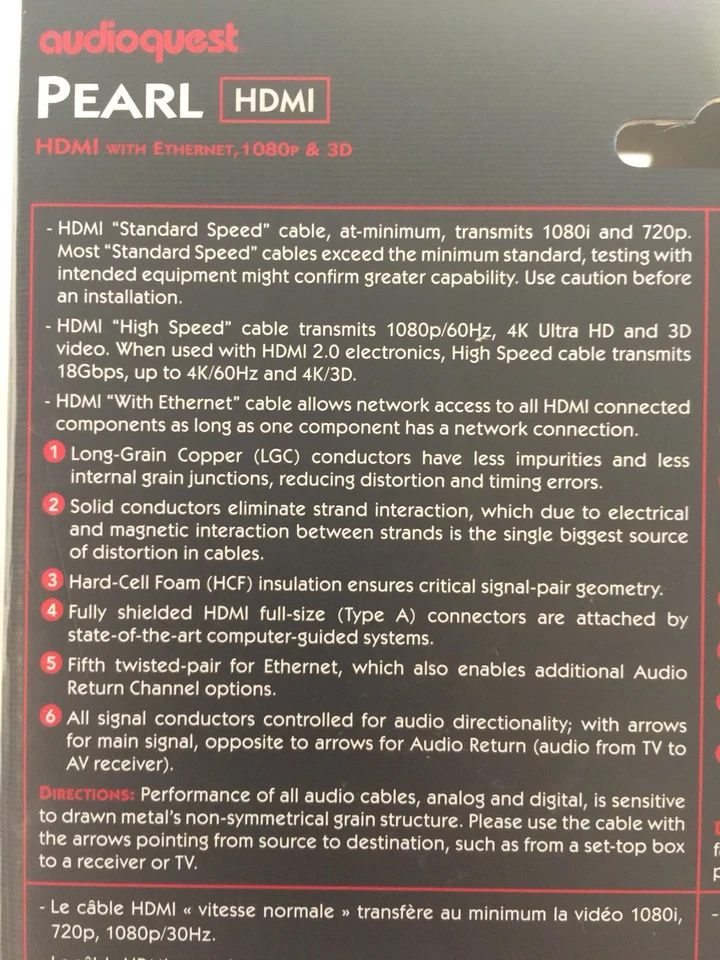 audioquest
PEARL HDMI
HDMI WITH ETHERNET, 1080P & 3D
- HDMI “Standard Speed” cable, at-minimum, transmits 1080i and 720p.
Most “Standard Speed” cables exceed the minimum standard, testing with
intended equipment might confirm greater capability. Use caution before
an installation.
- HDMI “High Speed” cable transmits 1080p/60Hz, 4K Ultra HD and 3D
video. When used with HDMI 2.0 electronics, High Speed cable transmits
18Gbps, up to 4K/60Hz and 4K/3D.
- HDMI “With Ethernet” cable allows network access to all HDMI connected
components as long as one component has a network connection.
1 Long-Grain Copper (LGC) conductors have less impurities and less
internal grain junctions, reducing distortion and timing errors.
2 Solid conductors eliminate strand interaction, which due to electrical
and magnetic interaction between strands is the single biggest source
of distortion in cables.
3 Hard-Cell Foam (HCF) insulation ensures critical signal-pair geometry.
4 Fully shielded HDMI full-size (Type A) connectors are attached by
state-of-the-art computer-guided systems.
5 Fifth twisted-pair for Ethernet, which also enables additional Audio
Return Channel options.
6 All signal conductors controlled for audio directionality; with arrows
for main signal, opposite to arrows for Audio Return (audio from TV to
AV receiver).
DIRECTIONS: Performance of all audio cables, analog and digital, is sensitive
to drawn metal’s non-symmetrical grain structure. Please use the cable with
the arrows pointing from source to destination, such as from a set-top box
to a receiver or TV.
- Le câble HDMI « vitesse normale » transfère au minimum la vidéo 1080i,
720p, 1080p/30Hz.